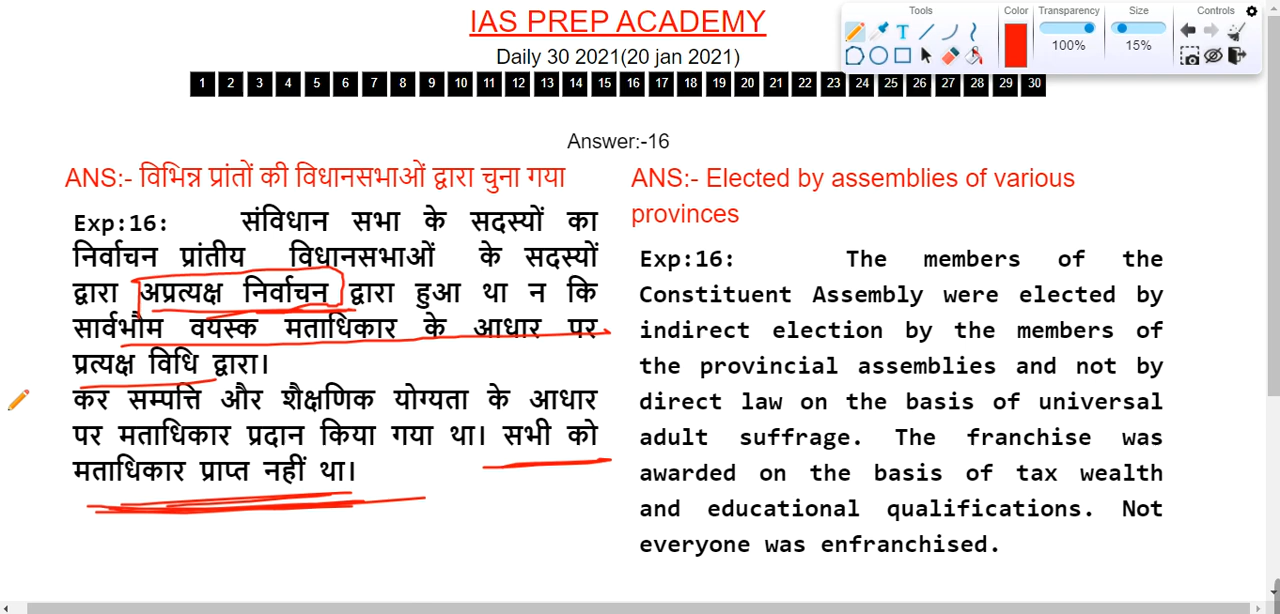 IAS PREP ACADEMY
Daily 30 2021(20 jan 2021)
Tools
Color
Transparency
Size
Controls
T
100%
15%
1 2 3 4 5 6 7 8 9 10 11 12 13 14 15 16 17 18 19 20 21 22 23 24 25 26 27 28 29 30
Answer:-16
ANS:- विभिन्न प्रांतों की विधानसभाओं द्वारा चुना गया
Exp:16: संविधान सभा के सदस्यों का
निर्वाचन प्रांतीय विधानसभाओं के सदस्यों
द्वारा अप्रत्यक्ष निर्वाचन द्वारा हुआ था न कि
सार्वभौम वयस्क मताधिकार के आधार पर
प्रत्यक्ष विधि द्वारा।
कर सम्पत्ति और शैक्षणिक योग्यता के आधार
पर मताधिकार प्रदान किया गया था। सभी को
मताधिकार प्राप्त नहीं था।
ANS:- Elected by assemblies of various
provinces
Exp:16: The members of the
Constituent Assembly were elected by
indirect election by the members of
the provincial assemblies and not by
direct law on the basis of universal
adult suffrage. The franchise was
awarded on the basis of tax wealth
and educational qualifications. Not
everyone was enfranchised.